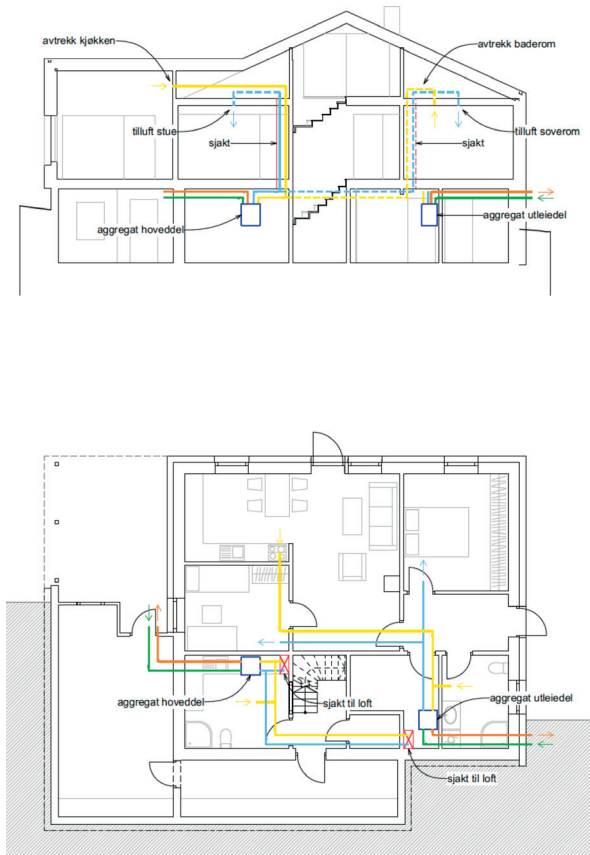 avtrekk kjøkken
avtrekk baderom
tilluft stue
tilluft soverom
sjakt
sjakt
aggregat hoveddel
aggregat utleiedel
aggregat hoveddel
sjakt til loft
aggregat utleiedel
sjakt til loft